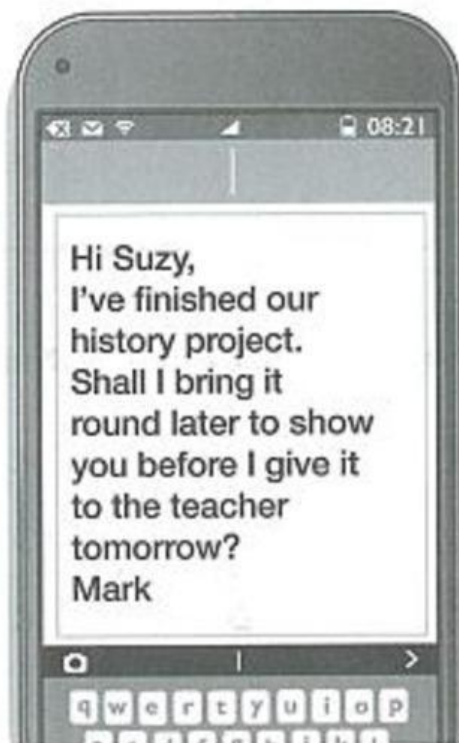 08:21
Hi Suzy,
I've finished our
history project.
Shall I bring it
round later to show
you before I give it
to the teacher
tomorrow?
Mark
q w e r t y u i o p